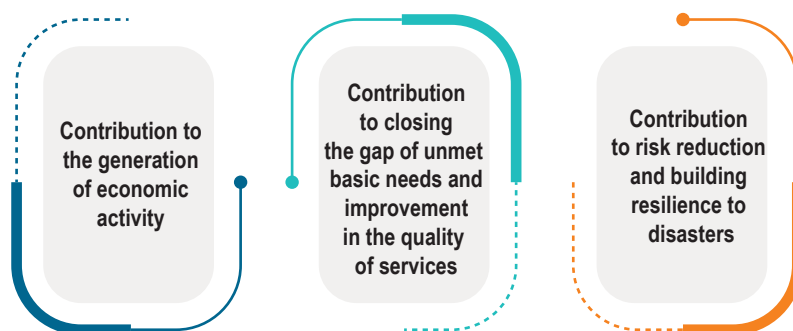 Contribution to
the generation
of economic
activity
Contribution
to closing
the gap of unmet
basic needs and
improvement
in the quality
of services
Contribution
to risk reduction
and building
resilience to
disasters